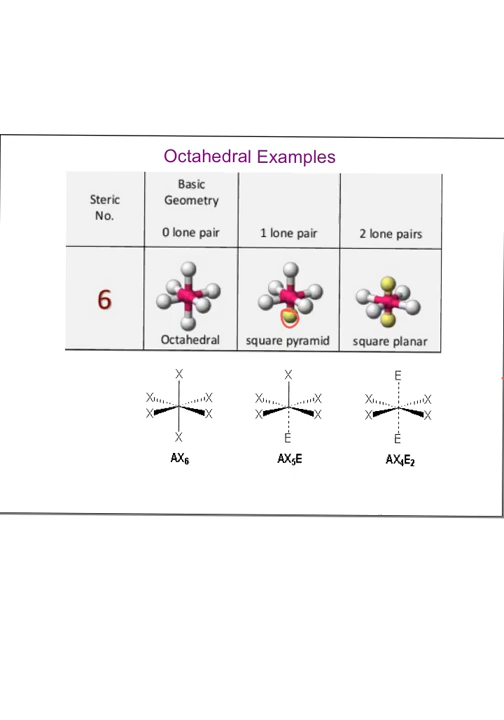 Octahedral Examples
Steric
No.
Basic
Geometry
0 lone pair
1 lone pair
2 lone pairs
6
Octahedral
square pyramid
square planar
X
X
X
X
X
X
AX₆
X
X
X
X
X
E
AX₅E
E
X
X
X
X
E
AX₄E₂